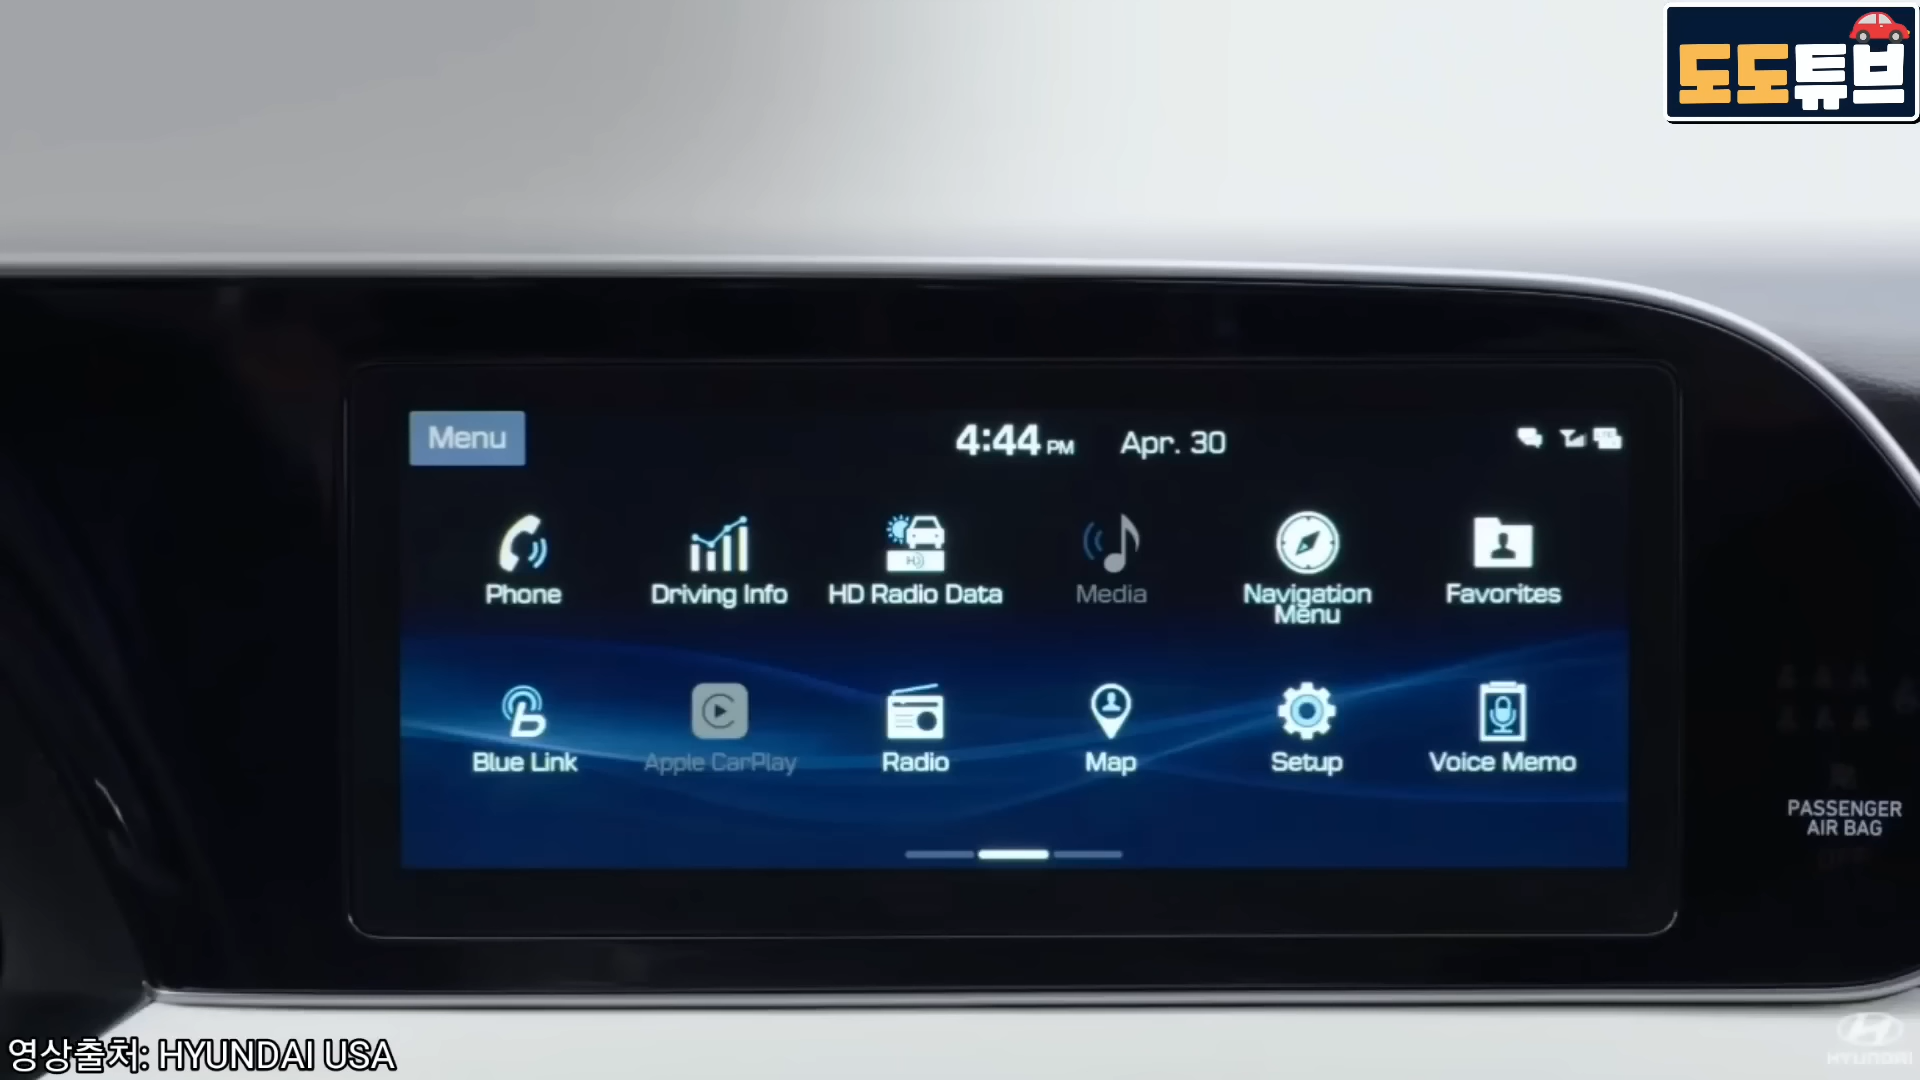 도도튜브
Menu
4:44 PM
Apr. 30
Phone
Driving Info
HD Radio Data
Media
Navigation
Menu
Favorites
Blue Link
Apple CarPlay
Radio
Map
Setup
Voice Memo
PASSENGER
AIR BAG
영상출처: HYUNDAI USA
HYUNDAI